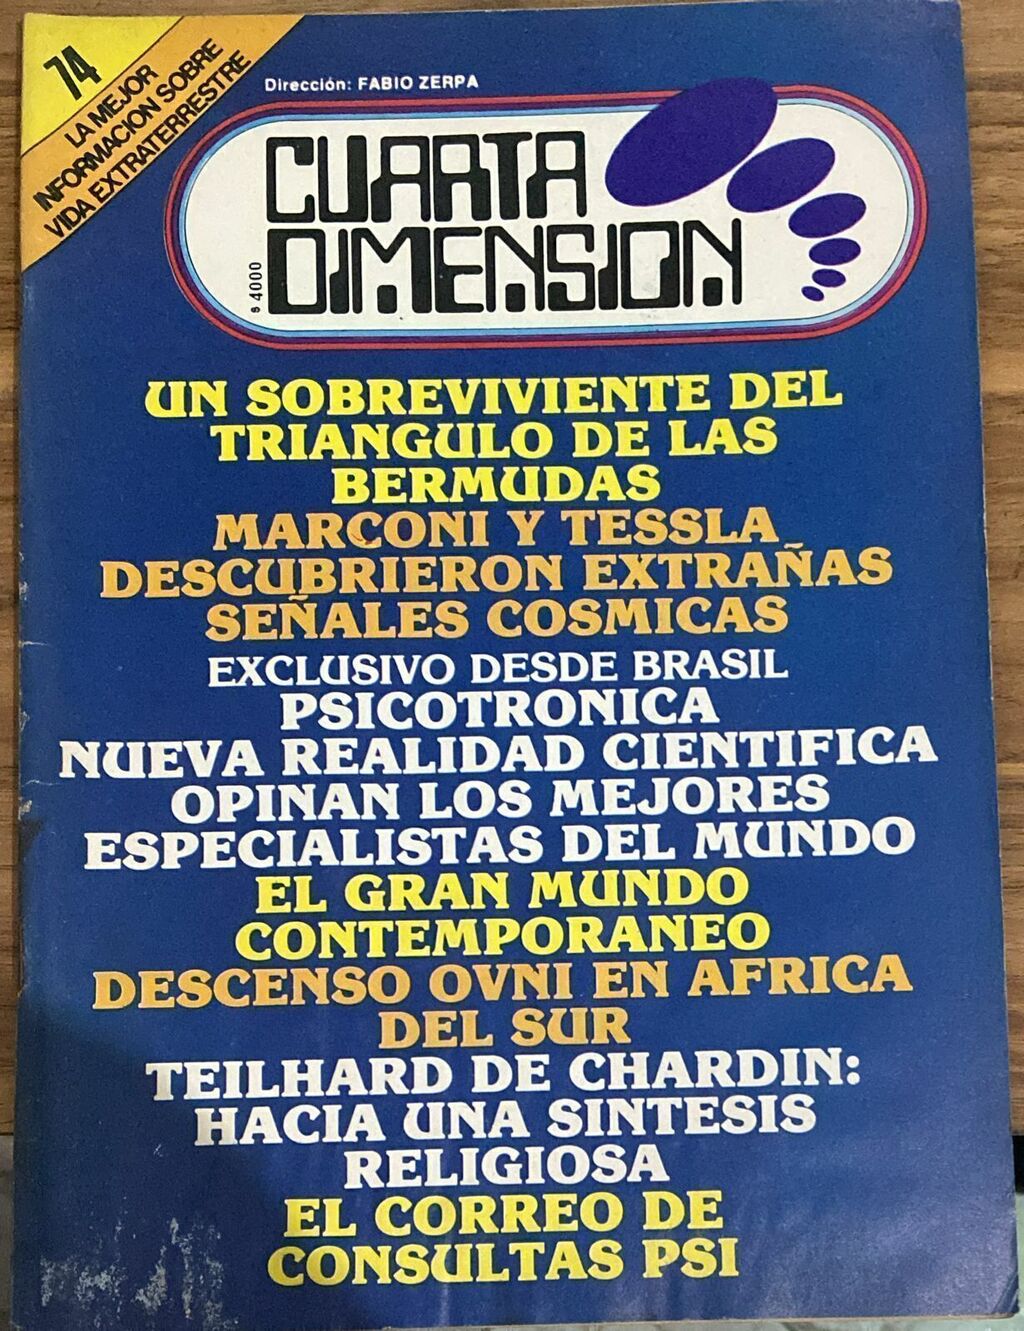 74
LA MEJOR
INFORMACION SOBRE
VIDA EXTRATERRESTRE
Dirección: FABIO ZERPA
CUARTA
DIMENSION
$ 4000
UN SOBREVIVIENTE DEL
TRIANGULO DE LAS
BERMUDAS
MARCONI Y TESSLA
DESCUBRIERON EXTRAÑAS
SEÑALES COSMICAS
EXCLUSIVO DESDE BRASIL
PSICOTRONICA
NUEVA REALIDAD CIENTIFICA
OPINAN LOS MEJORES
ESPECIALISTAS DEL MUNDO
EL GRAN MUNDO
CONTEMPORANEO
DESCENSO OVNI EN AFRICA
DEL SUR
TEILHARD DE CHARDIN:
HACIA UNA SINTESIS
RELIGIOSA
EL CORREO DE
CONSULTAS PSI